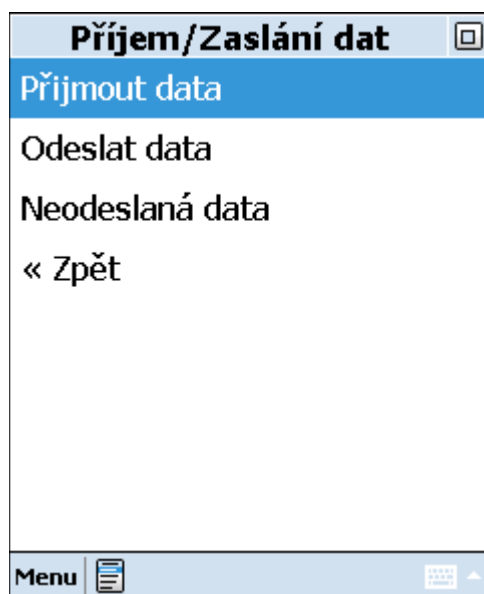 Příjem/Zaslání dat
Přijmout data
Odeslat data
Neodeslaná data
« Zpět
Menu